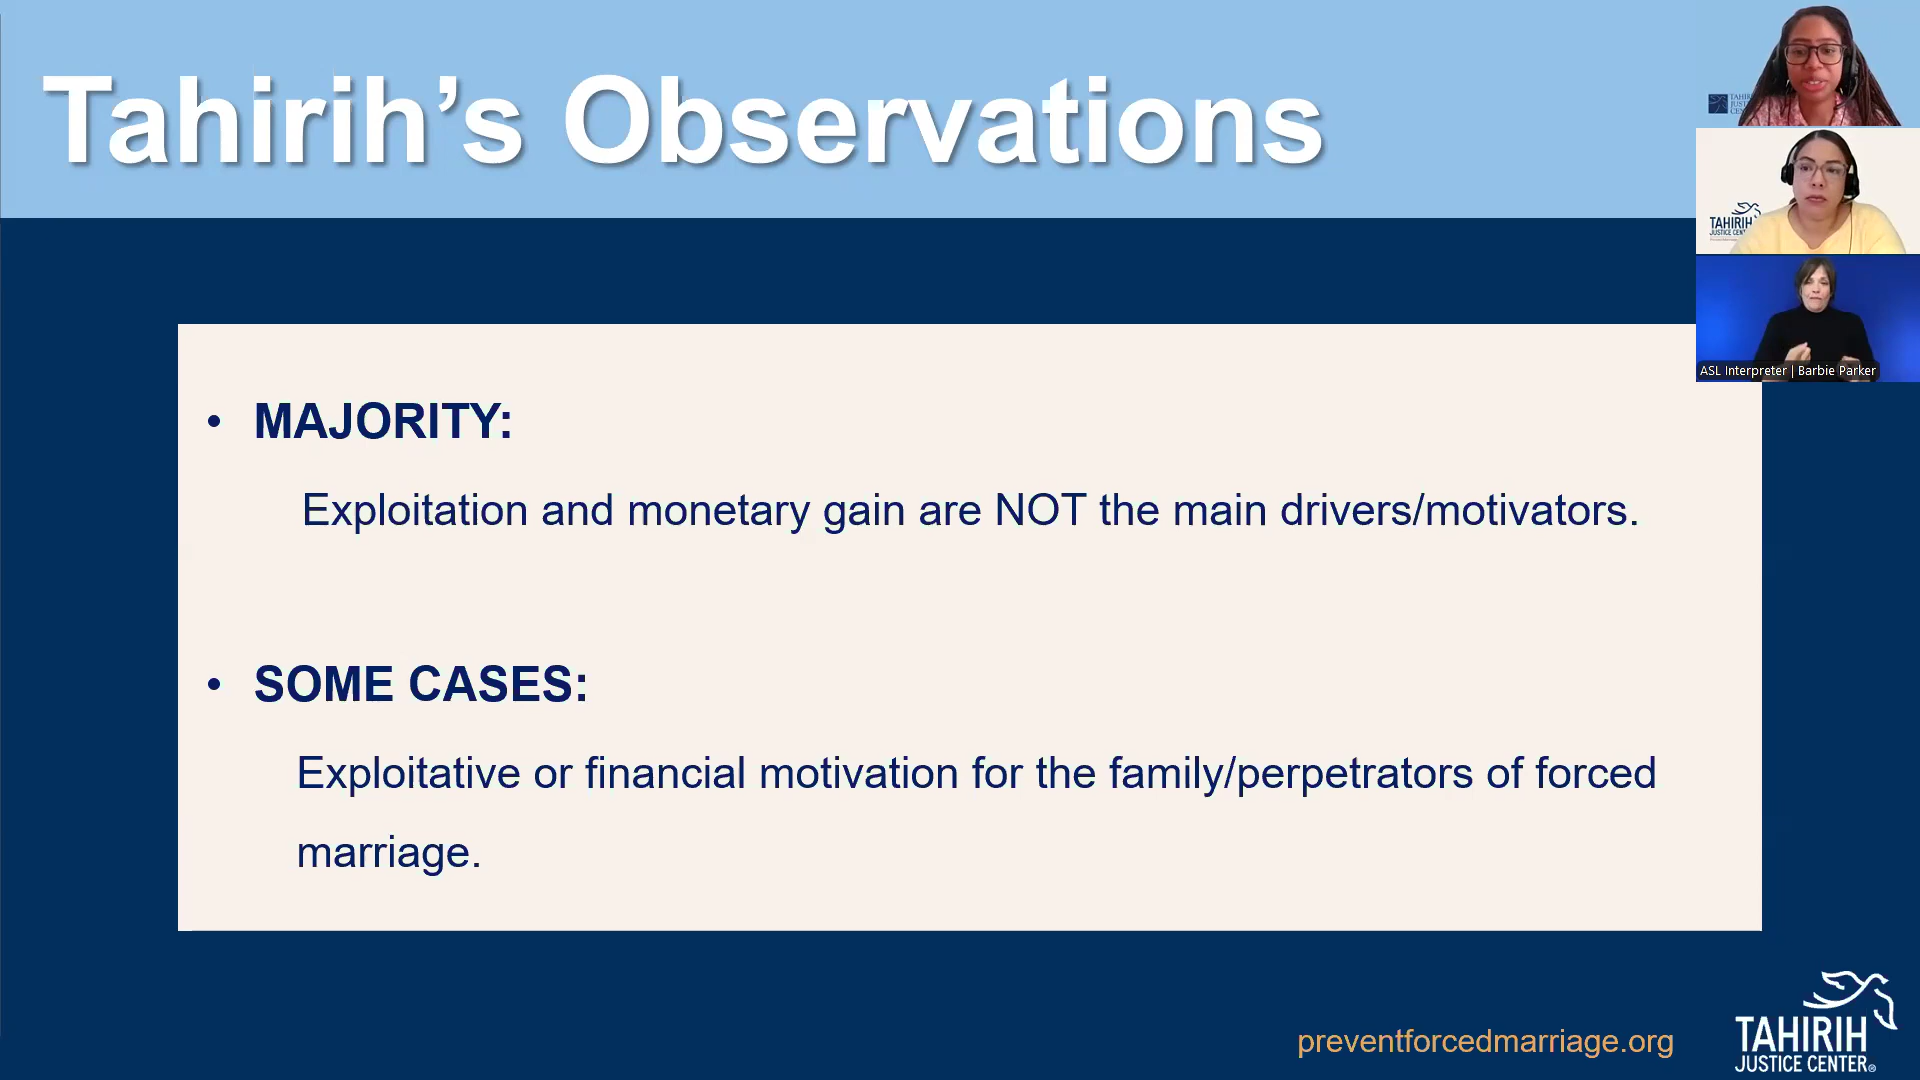 Tahirih’s Observations
• MAJORITY:
Exploitation and monetary gain are NOT the main drivers/motivators.
• SOME CASES:
Exploitative or financial motivation for the family/perpetrators of forced
marriage.
preventforcedmarriage.org
TAHIRIH
JUSTICE CENTER®
TAHIRIH
ASL Interpreter | Barbie Parker